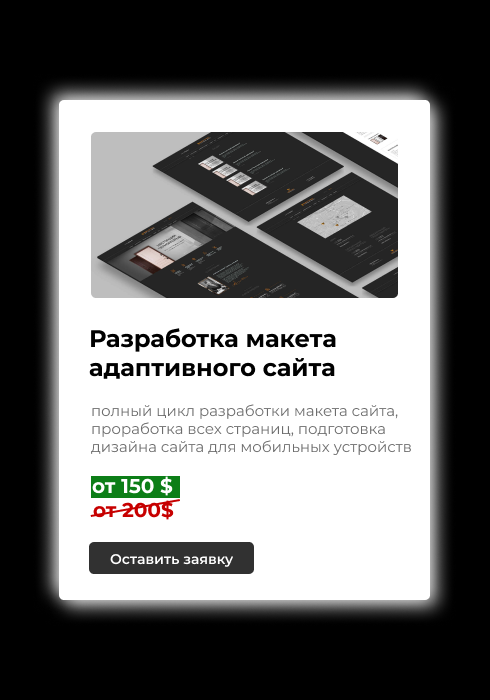 Разработка макета
адаптивного сайта
полный цикл разработки макета сайта,
проработка всех страниц, подготовка
дизайна сайта для мобильных устройств
от 150 $
от 200$
Оставить заявку